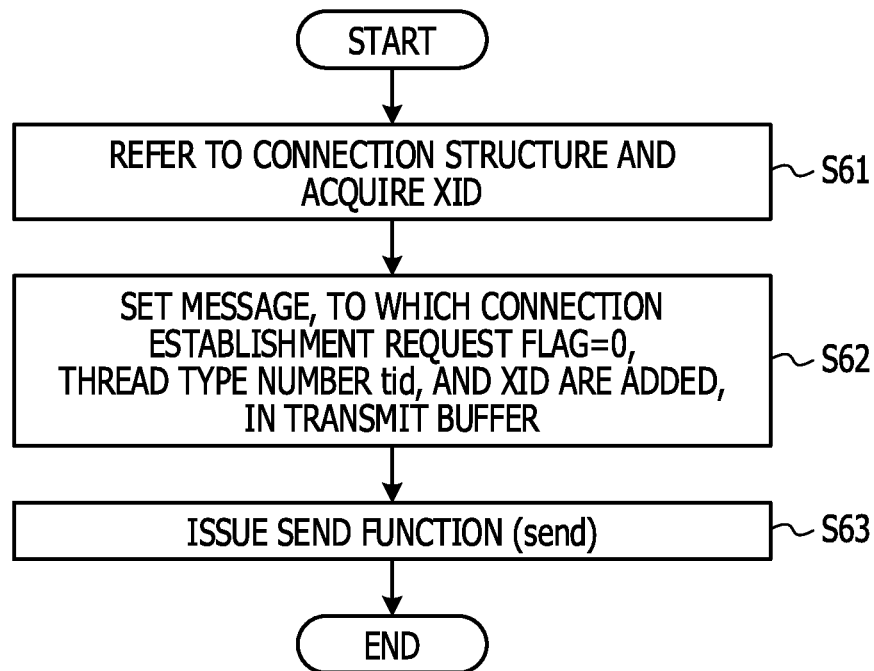 START
REFER TO CONNECTION STRUCTURE AND
ACQUIRE XID
S61
SET MESSAGE, TO WHICH CONNECTION
ESTABLISHMENT REQUEST FLAG=0,
THREAD TYPE NUMBER tid, AND XID ARE ADDED,
IN TRANSMIT BUFFER
S62
ISSUE SEND FUNCTION (send)
S63
END